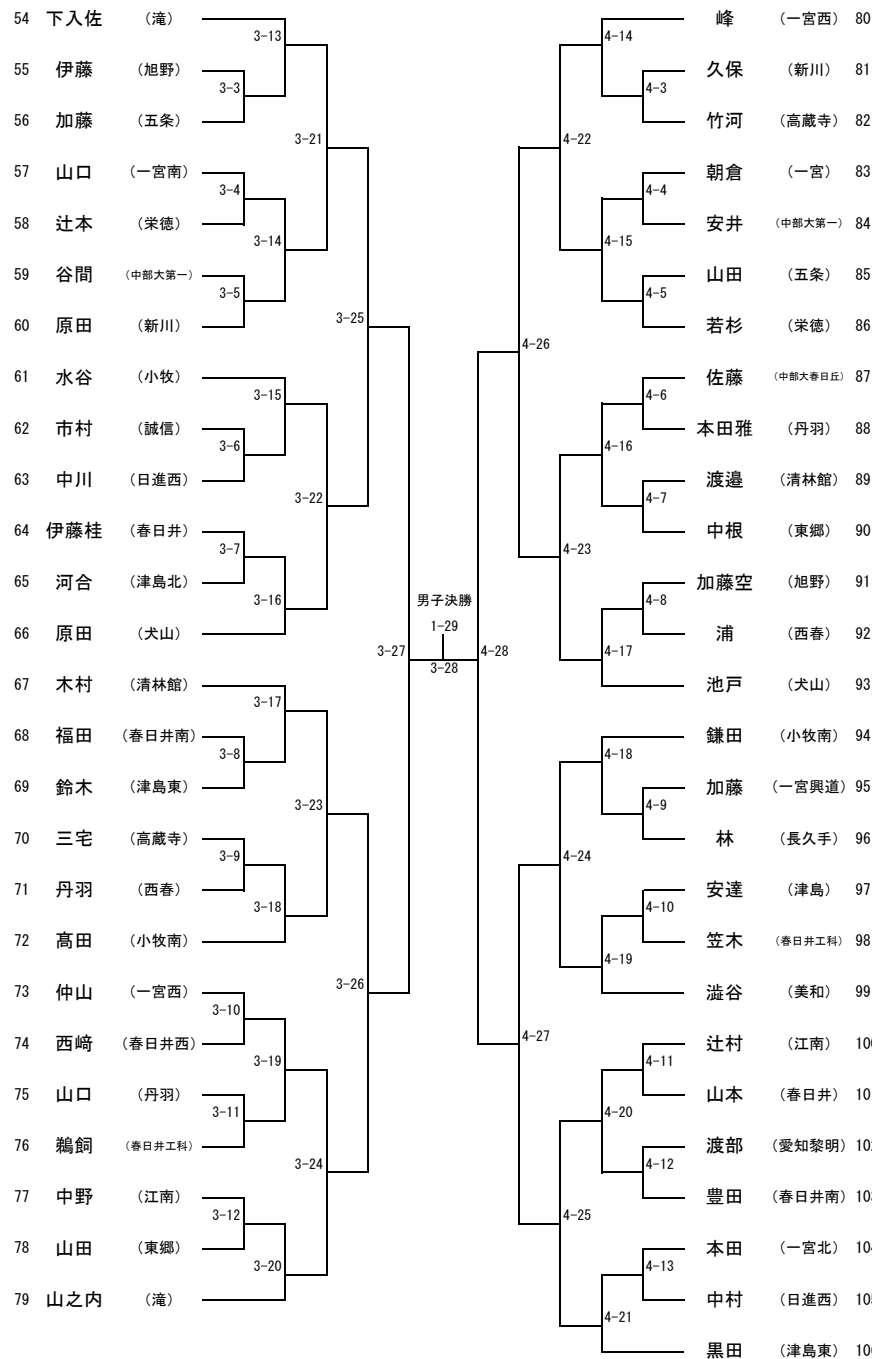 54 下入佐 （滝）
3-13
55 伊藤 （旭野）
3-3
56 加藤 （五条）
3-21
57 山口 （一宮南）
3-4
58 辻本 （栄徳）
3-14
59 谷間 （中部大第一）
3-5
60 原田 （新川）
3-25
61 水谷 （小牧）
3-15
62 市村 （誠信）
3-6
63 中川 （日進西）
3-22
64 伊藤桂 （春日井）
3-7
65 河合 （津島北）
3-16
66 原田 （犬山）
3-27
67 木村 （清林館）
3-17
68 福田 （春日井南）
3-8
69 鈴木 （津島東）
3-23
70 三宅 （高蔵寺）
3-9
71 丹羽 （西春）
3-18
72 髙田 （小牧南）
3-26
73 仲山 （一宮西）
3-10
74 西﨑 （春日井西）
3-19
75 山口 （丹羽）
3-11
76 鵜飼 （春日井工科）
3-24
77 中野 （江南）
3-12
78 山田 （東郷）
3-20
79 山之内 （滝）
男子決勝
1-29
3-28
峰 （一宮西） 80
4-14
久保 （新川） 81
4-3
竹河 （高蔵寺） 82
4-22
朝倉 （一宮） 83
4-4
安井 （中部大第一） 84
4-15
山田 （五条） 85
4-5
若杉 （栄徳） 86
4-26
佐藤 （中部大春日丘） 87
4-6
本田雅 （丹羽） 88
4-16
渡邉 （清林館） 89
4-7
中根 （東郷） 90
4-23
加藤空 （旭野） 91
4-8
浦 （西春） 92
4-17
池戸 （犬山） 93
4-28
鎌田 （小牧南） 94
4-18
加藤 （一宮興道） 95
4-9
林 （長久手） 96
4-24
安達 （津島） 97
4-10
笠木 （春日井工科） 98
4-19
澁谷 （美和） 99
4-27
辻村 （江南）
4-11
山本 （春日井）
4-20
渡部 （愛知黎明）
4-12
豊田 （春日井南）
4-25
本田 （一宮北）
4-13
中村 （日進西）
4-21
黒田 （津島東）